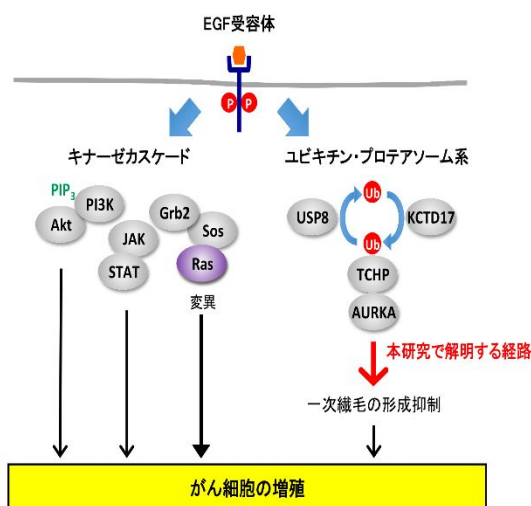 EGF受容体
P P
キナーゼカスケード
ユビキチン・プロテアソーム系
PIP3
PI3K
Akt
JAK
STAT
Grb2
Sos
Ras
変異
Ub
USP8
KCTD17
Ub
TCHP
AURKA
本研究で解明する経路
一次繊毛の形成抑制
がん細胞の増殖